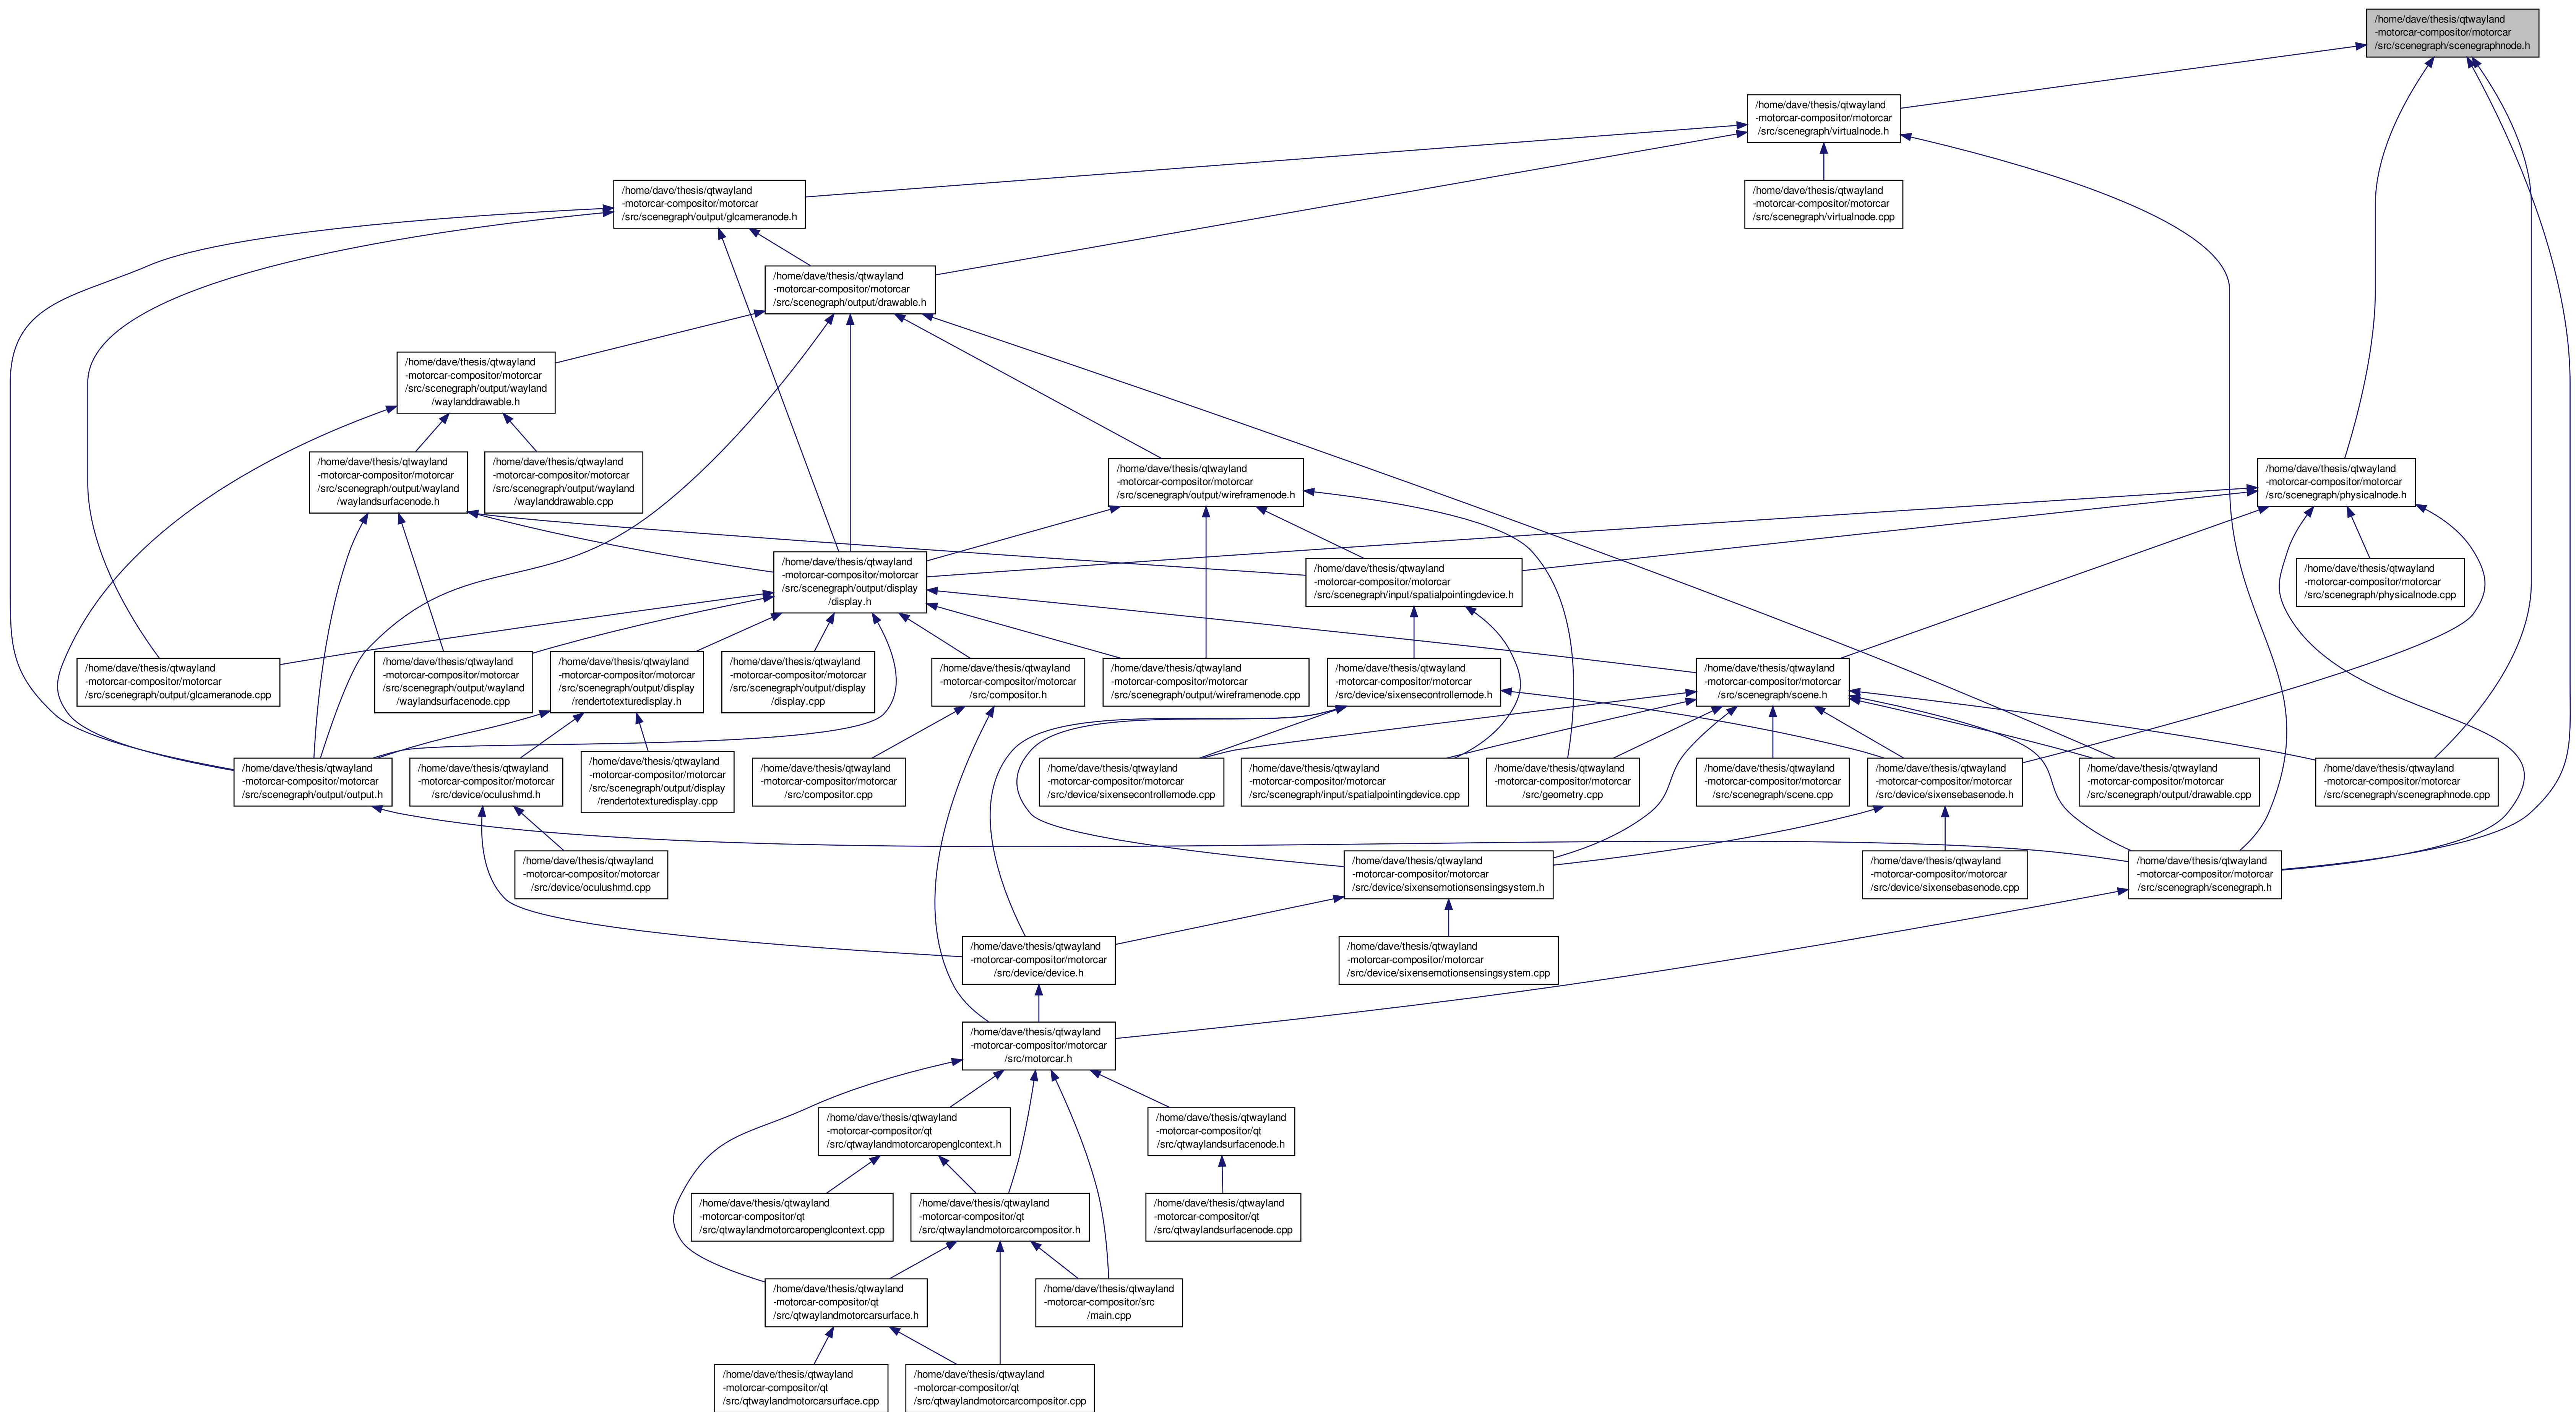 /home/dave/thesis/qtwayland
-motorcar-compositor/motorcar
/src/scenegraph/scenegraphnode.h
/home/dave/thesis/qtwayland
-motorcar-compositor/motorcar
/src/scenegraph/virtualnode.h
/home/dave/thesis/qtwayland
-motorcar-compositor/motorcar
/src/scenegraph/output/glcameranode.h
/home/dave/thesis/qtwayland
-motorcar-compositor/motorcar
/src/scenegraph/virtualnode.cpp
/home/dave/thesis/qtwayland
-motorcar-compositor/motorcar
/src/scenegraph/output/drawable.h
/home/dave/thesis/qtwayland
-motorcar-compositor/motorcar
/src/scenegraph/output/wayland
/waylanddrawable.h
/home/dave/thesis/qtwayland
-motorcar-compositor/motorcar
/src/scenegraph/output/wayland
/waylandsurfacenode.h
/home/dave/thesis/qtwayland
-motorcar-compositor/motorcar
/src/scenegraph/output/wayland
/waylanddrawable.cpp
/home/dave/thesis/qtwayland
-motorcar-compositor/motorcar
/src/scenegraph/output/wireframenode.h
/home/dave/thesis/qtwayland
-motorcar-compositor/motorcar
/src/scenegraph/physicalnode.h
/home/dave/thesis/qtwayland
-motorcar-compositor/motorcar
/src/scenegraph/output/display
/display.h
/home/dave/thesis/qtwayland
-motorcar-compositor/motorcar
/src/scenegraph/input/spatialpointingdevice.h
/home/dave/thesis/qtwayland
-motorcar-compositor/motorcar
/src/scenegraph/physicalnode.cpp
/home/dave/thesis/qtwayland
-motorcar-compositor/motorcar
/src/scenegraph/output/glcameranode.cpp
/home/dave/thesis/qtwayland
-motorcar-compositor/motorcar
/src/scenegraph/output/wayland
/waylandsurfacenode.cpp
/home/dave/thesis/qtwayland
-motorcar-compositor/motorcar
/src/scenegraph/output/display
/rendertotexturedisplay.h
/home/dave/thesis/qtwayland
-motorcar-compositor/motorcar
/src/scenegraph/output/display
/display.cpp
/home/dave/thesis/qtwayland
-motorcar-compositor/motorcar
/src/compositor.h
/home/dave/thesis/qtwayland
-motorcar-compositor/motorcar
/src/scenegraph/output/wireframenode.cpp
/home/dave/thesis/qtwayland
-motorcar-compositor/motorcar
/src/device/sixensecontrollernode.h
/home/dave/thesis/qtwayland
-motorcar-compositor/motorcar
/src/scenegraph/scene.h
/home/dave/thesis/qtwayland
-motorcar-compositor/motorcar
/src/scenegraph/output/output.h
/home/dave/thesis/qtwayland
-motorcar-compositor/motorcar
/src/device/oculushmd.h
/home/dave/thesis/qtwayland
-motorcar-compositor/motorcar
/src/scenegraph/output/display
/rendertotexturedisplay.cpp
/home/dave/thesis/qtwayland
-motorcar-compositor/motorcar
/src/compositor.cpp
/home/dave/thesis/qtwayland
-motorcar-compositor/motorcar
/src/device/sixensecontrollernode.cpp
/home/dave/thesis/qtwayland
-motorcar-compositor/motorcar
/src/scenegraph/input/spatialpointingdevice.cpp
/home/dave/thesis/qtwayland
-motorcar-compositor/motorcar
/src/geometry.cpp
/home/dave/thesis/qtwayland
-motorcar-compositor/motorcar
/src/scenegraph/scene.cpp
/home/dave/thesis/qtwayland
-motorcar-compositor/motorcar
/src/device/sixensebasenode.h
/home/dave/thesis/qtwayland
-motorcar-compositor/motorcar
/src/scenegraph/output/drawable.cpp
/home/dave/thesis/qtwayland
-motorcar-compositor/motorcar
/src/scenegraph/scenegraphnode.cpp
/home/dave/thesis/qtwayland
-motorcar-compositor/motorcar
/src/device/oculushmd.cpp
/home/dave/thesis/qtwayland
-motorcar-compositor/motorcar
/src/device/sixensemotionsensingsystem.h
/home/dave/thesis/qtwayland
-motorcar-compositor/motorcar
/src/device/sixensebasenode.cpp
/home/dave/thesis/qtwayland
-motorcar-compositor/motorcar
/src/scenegraph/scenegraph.h
/home/dave/thesis/qtwayland
-motorcar-compositor/motorcar
/src/device/device.h
/home/dave/thesis/qtwayland
-motorcar-compositor/motorcar
/src/device/sixensemotionsensingsystem.cpp
/home/dave/thesis/qtwayland
-motorcar-compositor/motorcar
/src/motorcar.h
/home/dave/thesis/qtwayland
-motorcar-compositor/qt
/src/qtwaylandmotorcaropenglcontext.h
/home/dave/thesis/qtwayland
-motorcar-compositor/qt
/src/qtwaylandsurfacenode.h
/home/dave/thesis/qtwayland
-motorcar-compositor/qt
/src/qtwaylandmotorcaropenglcontext.cpp
/home/dave/thesis/qtwayland
-motorcar-compositor/qt
/src/qtwaylandmotorcarcompositor.h
/home/dave/thesis/qtwayland
-motorcar-compositor/qt
/src/qtwaylandsurfacenode.cpp
/home/dave/thesis/qtwayland
-motorcar-compositor/qt
/src/qtwaylandmotorcarsurface.h
/home/dave/thesis/qtwayland
-motorcar-compositor/src
/main.cpp
/home/dave/thesis/qtwayland
-motorcar-compositor/qt
/src/qtwaylandmotorcarsurface.cpp
/home/dave/thesis/qtwayland
-motorcar-compositor/qt
/src/qtwaylandmotorcarcompositor.cpp